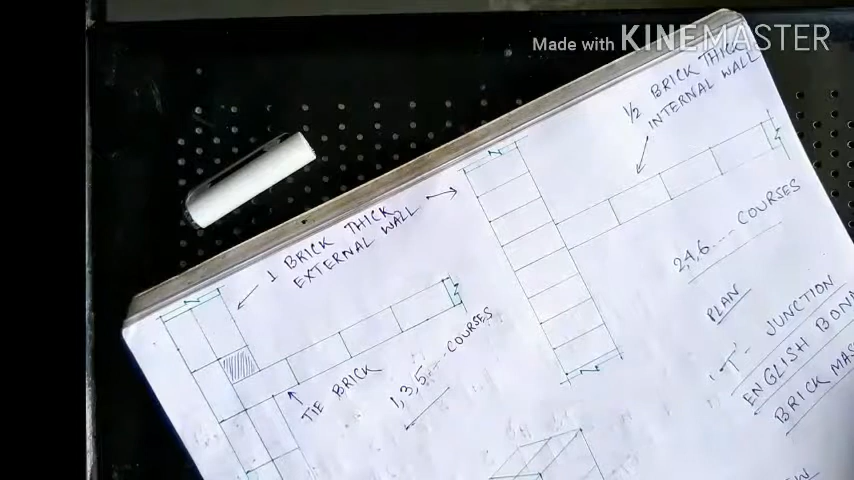 Made with KINEMASTER
1/2 BRICK THICK
INTERNAL WALL
1 BRICK THICK
EXTERNAL WALL
2,4,6.... COURSES
1,3,5.... COURSES
TIE BRICK
PLAN
'T' - JUNCTION
ENGLISH BOND
BRICK MAS